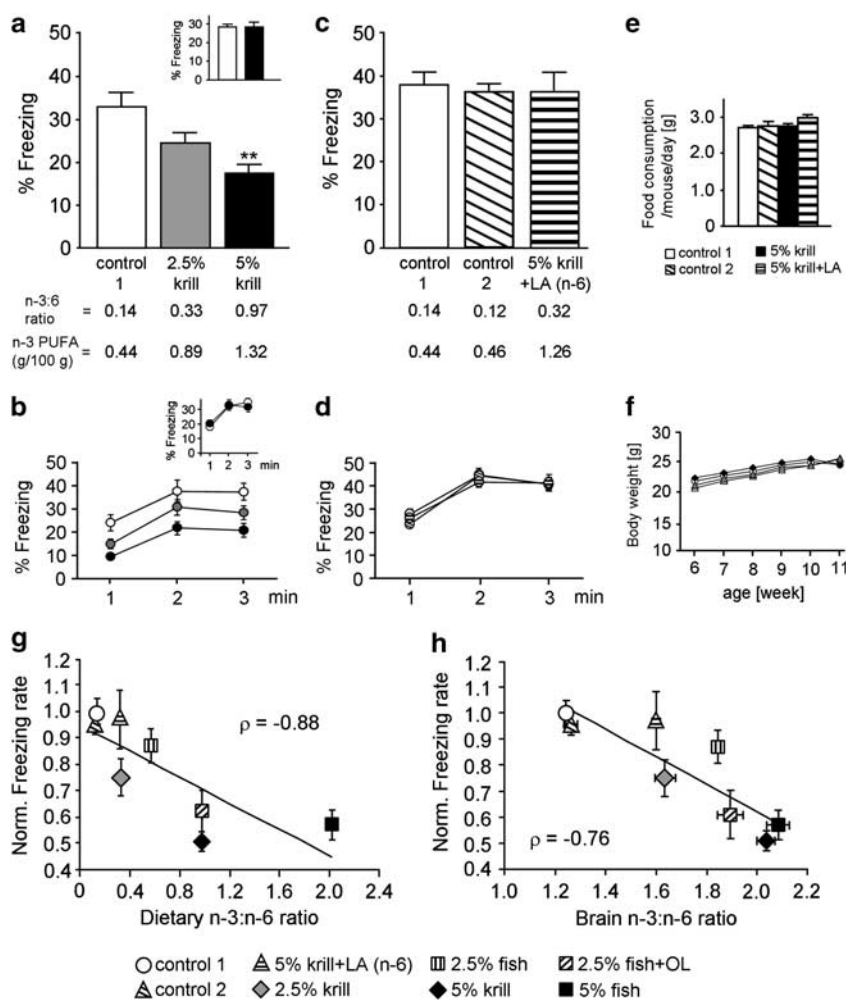 a
% Freezing
50
40
30
20
10
0
% Freezing
30
20
10
0
**
control 1
2.5% krill
5% krill
n-3:6 ratio = 0.14 0.33 0.97
n-3 PUFA (g/100 g) = 0.44 0.89 1.32
c
% Freezing
50
40
30
20
10
0
control 1
control 2
5% krill +LA (n-6)
0.14 0.12 0.32
0.44 0.46 1.26
e
Food consumption /mouse/day [g]
3.0
2.0
1.0
0
control 1
control 2
5% krill
5% krill+LA
b
% Freezing
50
40
30
20
10
0
1 2 3 min
% Freezing
30
20
10
0
1 2 3 min
d
% Freezing
50
40
30
20
10
0
1 2 3 min
f
Body weight [g]
30
25
20
15
10
6 7 8 9 10 11
age [week]
g
Norm. Freezing rate
1.2
1.1
1.0
0.9
0.8
0.7
0.6
0.5
0.4
ρ = -0.88
0 0.4 0.8 1.2 1.6 2.0 2.4
Dietary n-3:n-6 ratio
h
Norm. Freezing rate
1.2
1.1
1.0
0.9
0.8
0.7
0.6
0.5
0.4
ρ = -0.76
1.0 1.2 1.4 1.6 1.8 2.0 2.2
Brain n-3:n-6 ratio
control 1
5% krill+LA (n-6)
2.5% fish
2.5% fish+OL
control 2
2.5% krill
5% krill
5% fish